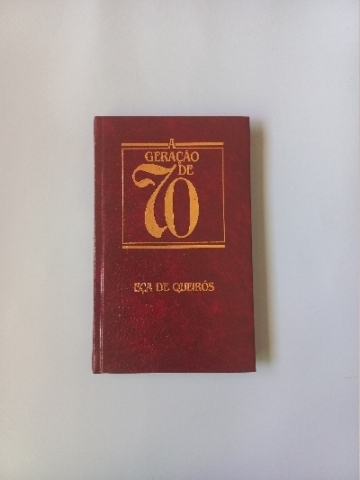 A
GERAÇÃO
DE
70
EÇA DE QUEIRÓS